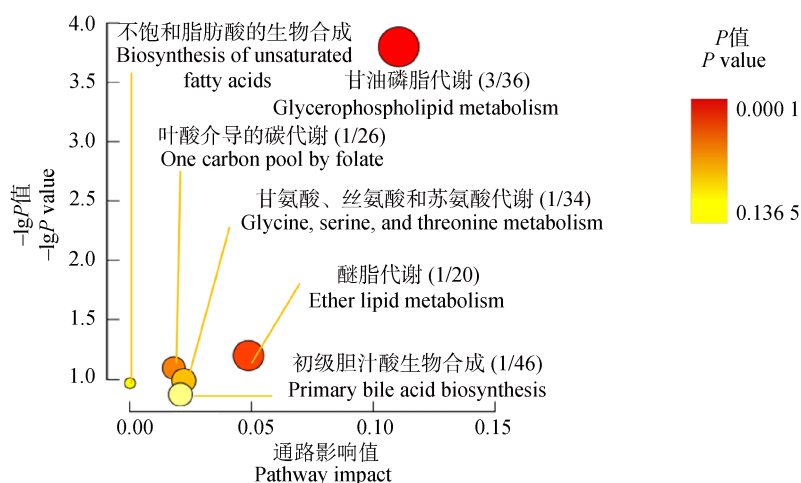 不饱和脂肪酸的生物合成
Biosynthesis of unsaturated
fatty acids
甘油磷脂代谢 (3/36)
Glycerophospholipid metabolism
叶酸介导的碳代谢 (1/26)
One carbon pool by folate
甘氨酸、丝氨酸和苏氨酸代谢 (1/34)
Glycine, serine, and threonine metabolism
醚脂代谢 (1/20)
Ether lipid metabolism
初级胆汁酸生物合成 (1/46)
Primary bile acid biosynthesis
4.0
3.5
3.0
2.5
2.0
1.5
1.0
–lgP值
–lgP value
0.00
0.05
0.10
0.15
通路影响值
Pathway impact
P值
P value
0.000 1
0.136 5